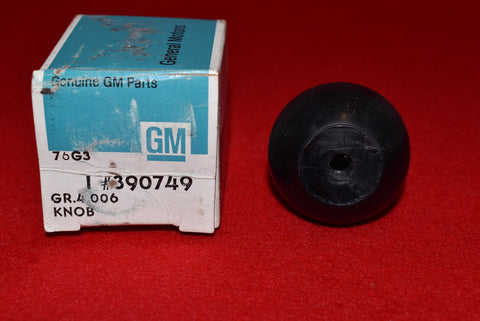 General Motors
Genuine GM Parts
GM
76G3
1 #390749
GR.4.006
KNOB